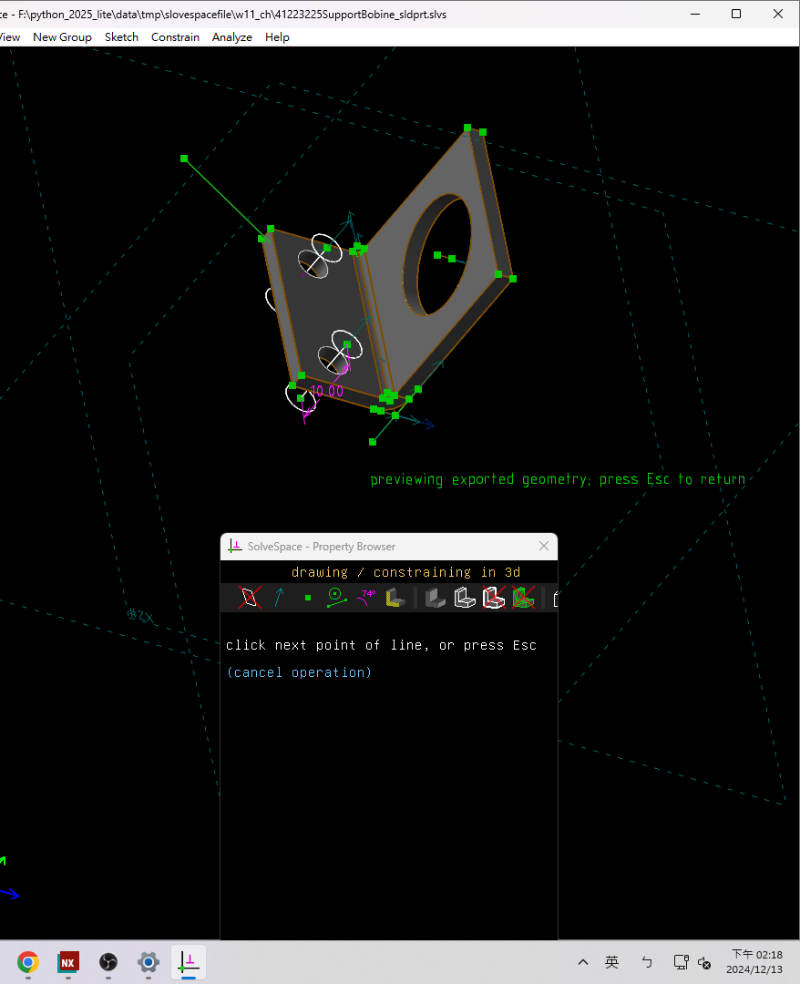 ce - F:\python_2025_lite\data\tmp\slovespacefile\w11_ch\41223225SupportBobine_sldprt.slvs
View New Group Sketch Constrain Analyze Help
10.00
previewing exported geometry; press Esc to return
SolveSpace - Property Browser
drawing / constraining in 3d
74°
click next point of line, or press Esc
(cancel operation)
#ZX
NX
英 ㄅ 下午 02:18
2024/12/13